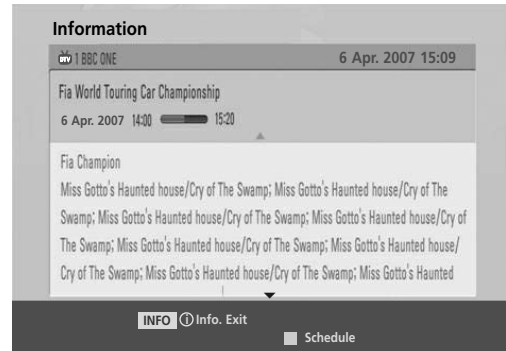 Information
DTV 1 BBC ONE 6 Apr. 2007 15:09
Fia World Touring Car Championship
6 Apr. 2007 14:00 15:20
Fia Champion
Miss Gotto's Haunted house/Cry of The Swamp; Miss Gotto's Haunted house/Cry of The
Swamp; Miss Gotto's Haunted house/Cry of The Swamp; Miss Gotto's Haunted house/Cry of
The Swamp; Miss Gotto's Haunted house/Cry of The Swamp; Miss Gotto's Haunted house/
Cry of The Swamp; Miss Gotto's Haunted house/Cry of The Swamp; Miss Gotto's Haunted
INFO i Info. Exit
Schedule